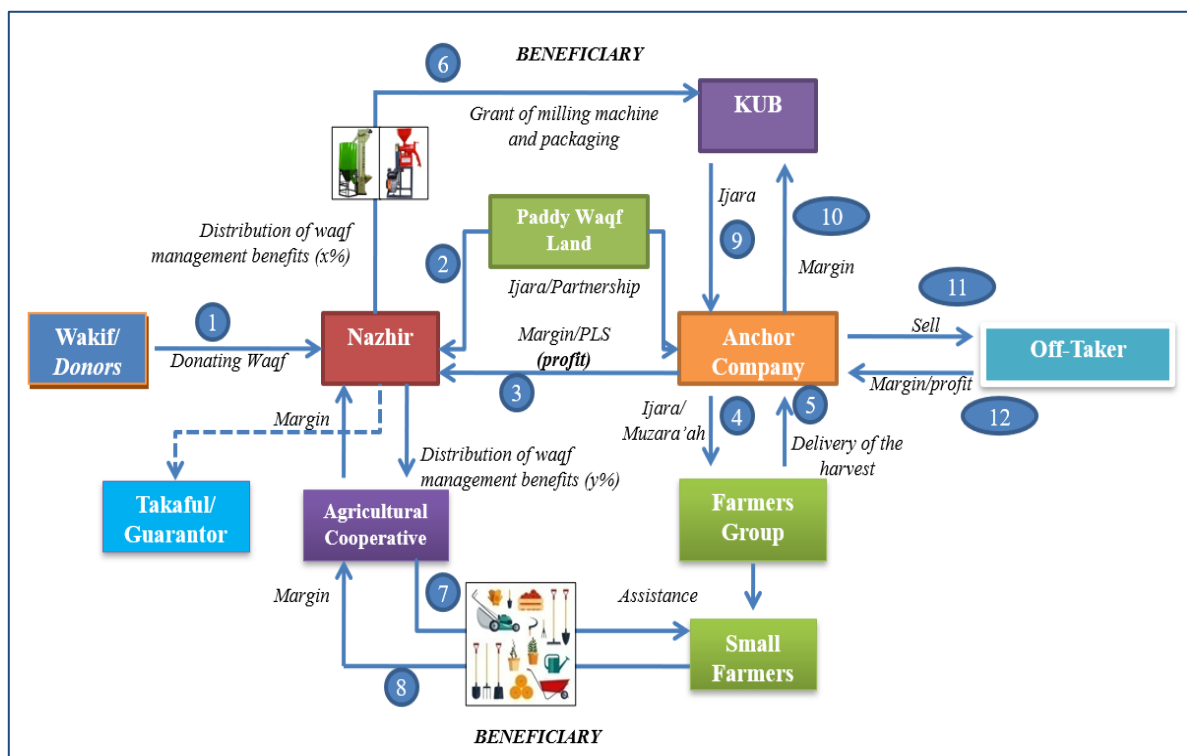 BENEFICIARY
6
KUB
Grant of milling machine
and packaging
Ijara
10
9
Margin
Distribution of waqf
management benefits (x%)
Paddy Waqf
Land
2
Ijara/Partnership
11
Sell
Wakif/
Donors
1
Donating Waqf
Nazhir
Margin/PLS
(profit)
3
Anchor
Company
Off-Taker
Margin/profit
12
Ijara/
Muzara’ah
4
5
Delivery of the
harvest
Margin
Distribution of waqf
management benefits (y%)
Takaful/
Guarantor
Agricultural
Cooperative
Farmers
Group
Margin
7
Assistance
Small
Farmers
8
BENEFICIARY